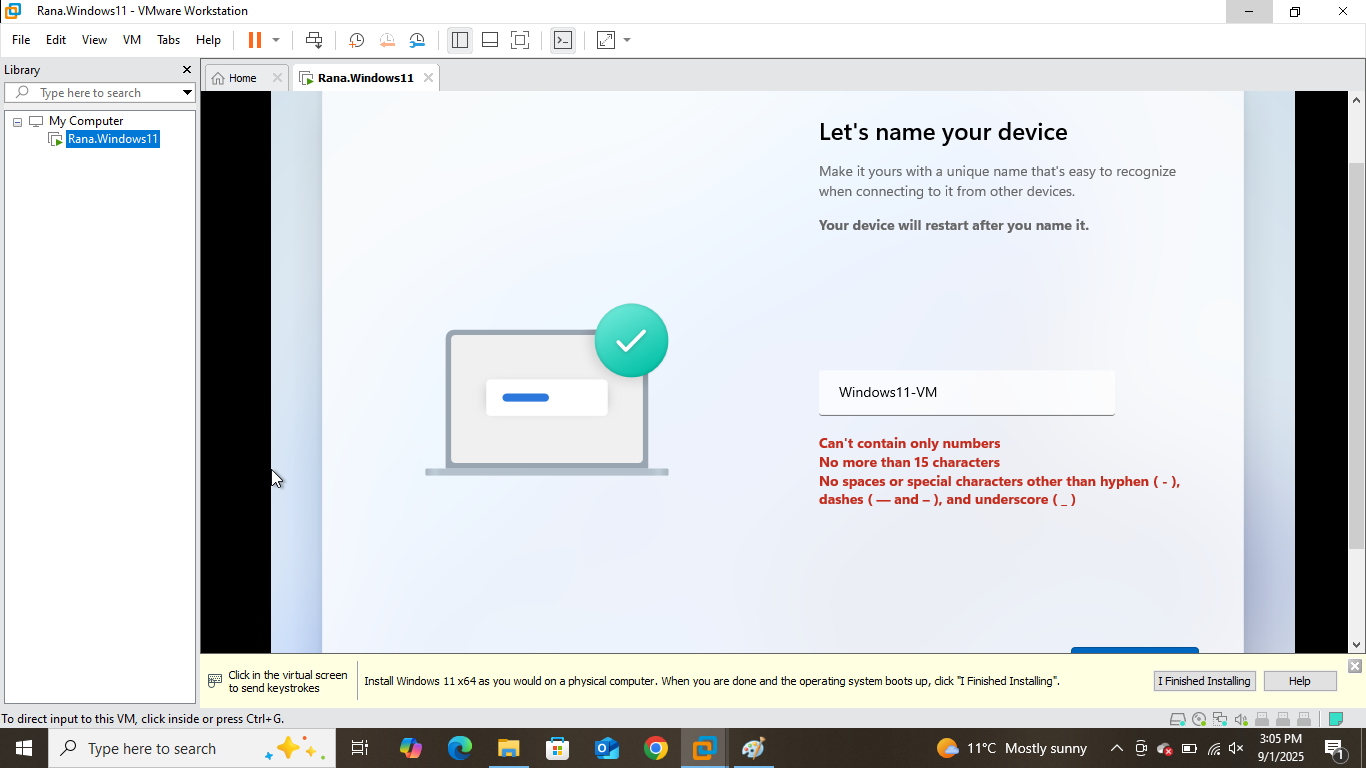 Rana.Windows11 - VMware Workstation
File Edit View VM Tabs Help
Library
Home
Rana.Windows11
Type here to search
My Computer
Rana.Windows11
Let's name your device
Make it yours with a unique name that's easy to recognize
when connecting to it from other devices.
Your device will restart after you name it.
Windows11-VM
Can't contain only numbers
No more than 15 characters
No spaces or special characters other than hyphen ( - ),
dashes ( — and – ), and underscore ( _ )
Click in the virtual screen
to send keystrokes
Install Windows 11 x64 as you would on a physical computer. When you are done and the operating system boots up, click "I Finished Installing".
I Finished Installing
Help
To direct input to this VM, click inside or press Ctrl+G.
Type here to search
11°C Mostly sunny
3:05 PM
9/1/2025
1